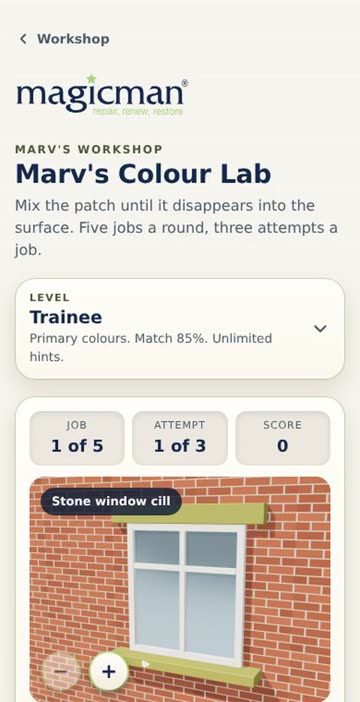 Workshop
magicman®
repair, renew, restore
MARV'S WORKSHOP
Marv's Colour Lab
Mix the patch until it disappears into the
surface. Five jobs a round, three attempts a
job.
LEVEL
Trainee
Primary colours. Match 85%. Unlimited
hints.
JOB
1 of 5
ATTEMPT
1 of 3
SCORE
0
Stone window cill
− +